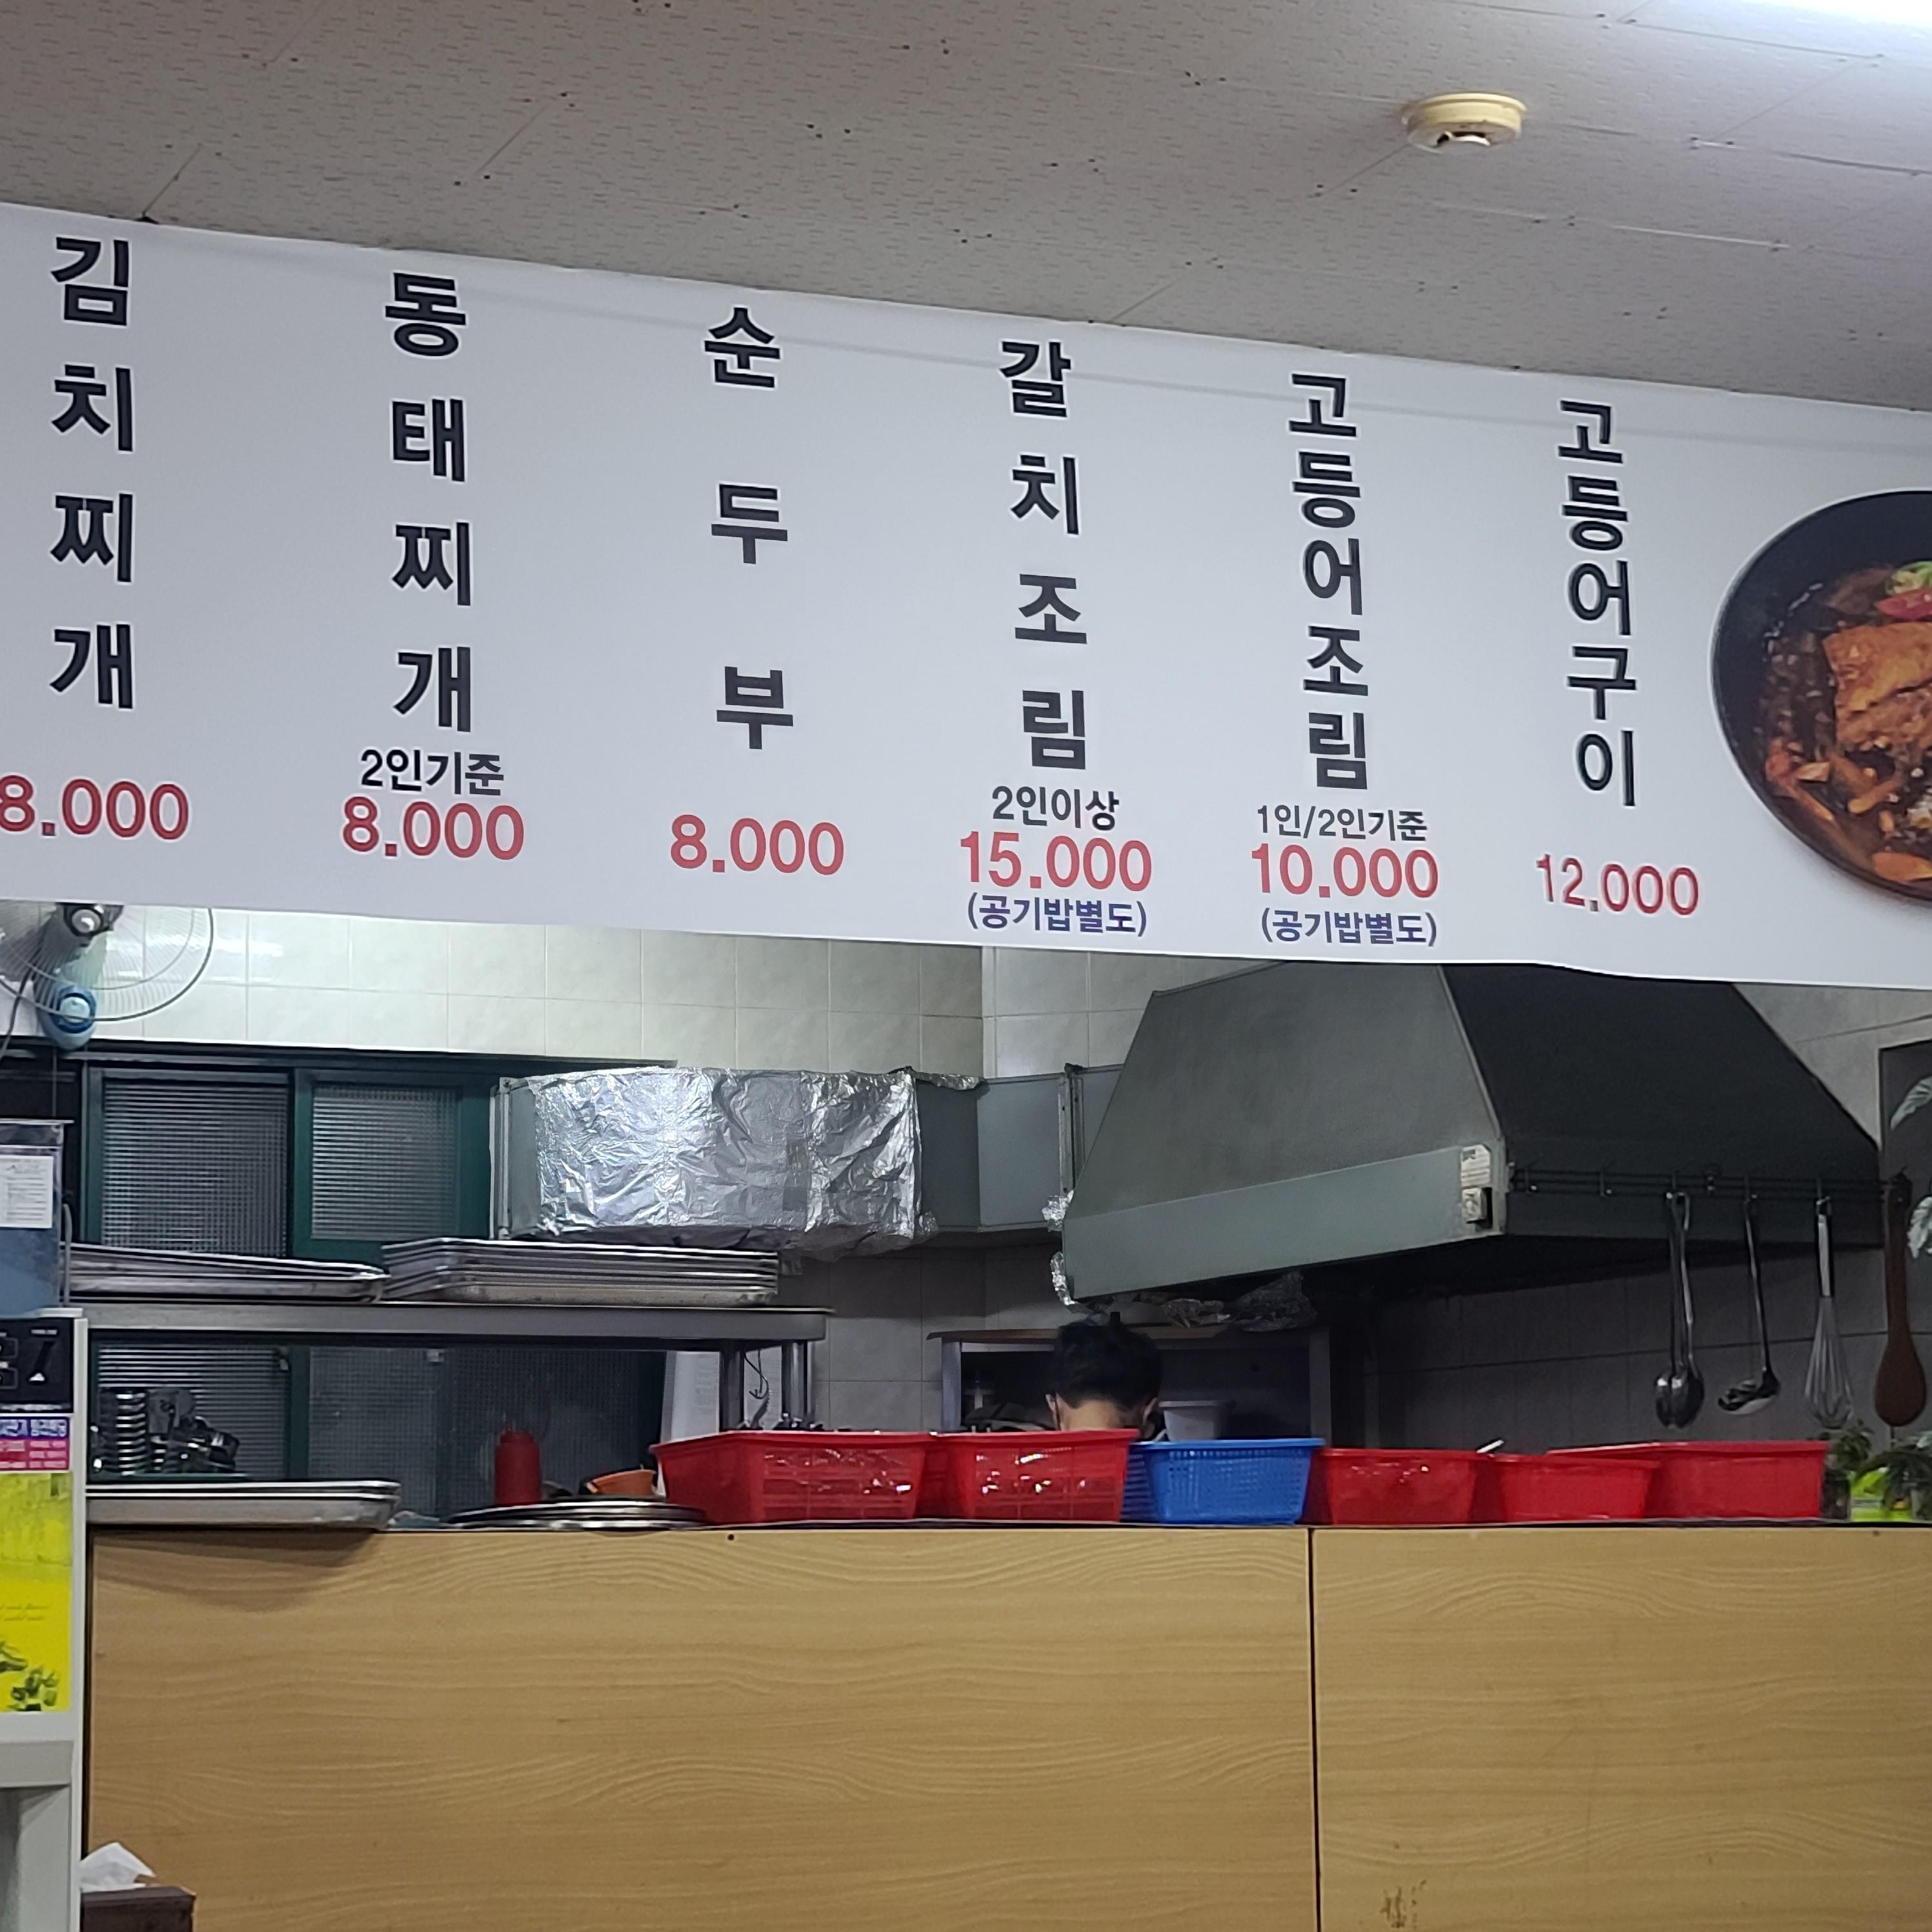 김치찌개
8.000
동태찌개
2인기준
8.000
순두부
8.000
갈치조림
2인이상
15.000
(공기밥별도)
고등어조림
1인/2인기준
10.000
(공기밥별도)
고등어구이
12.000